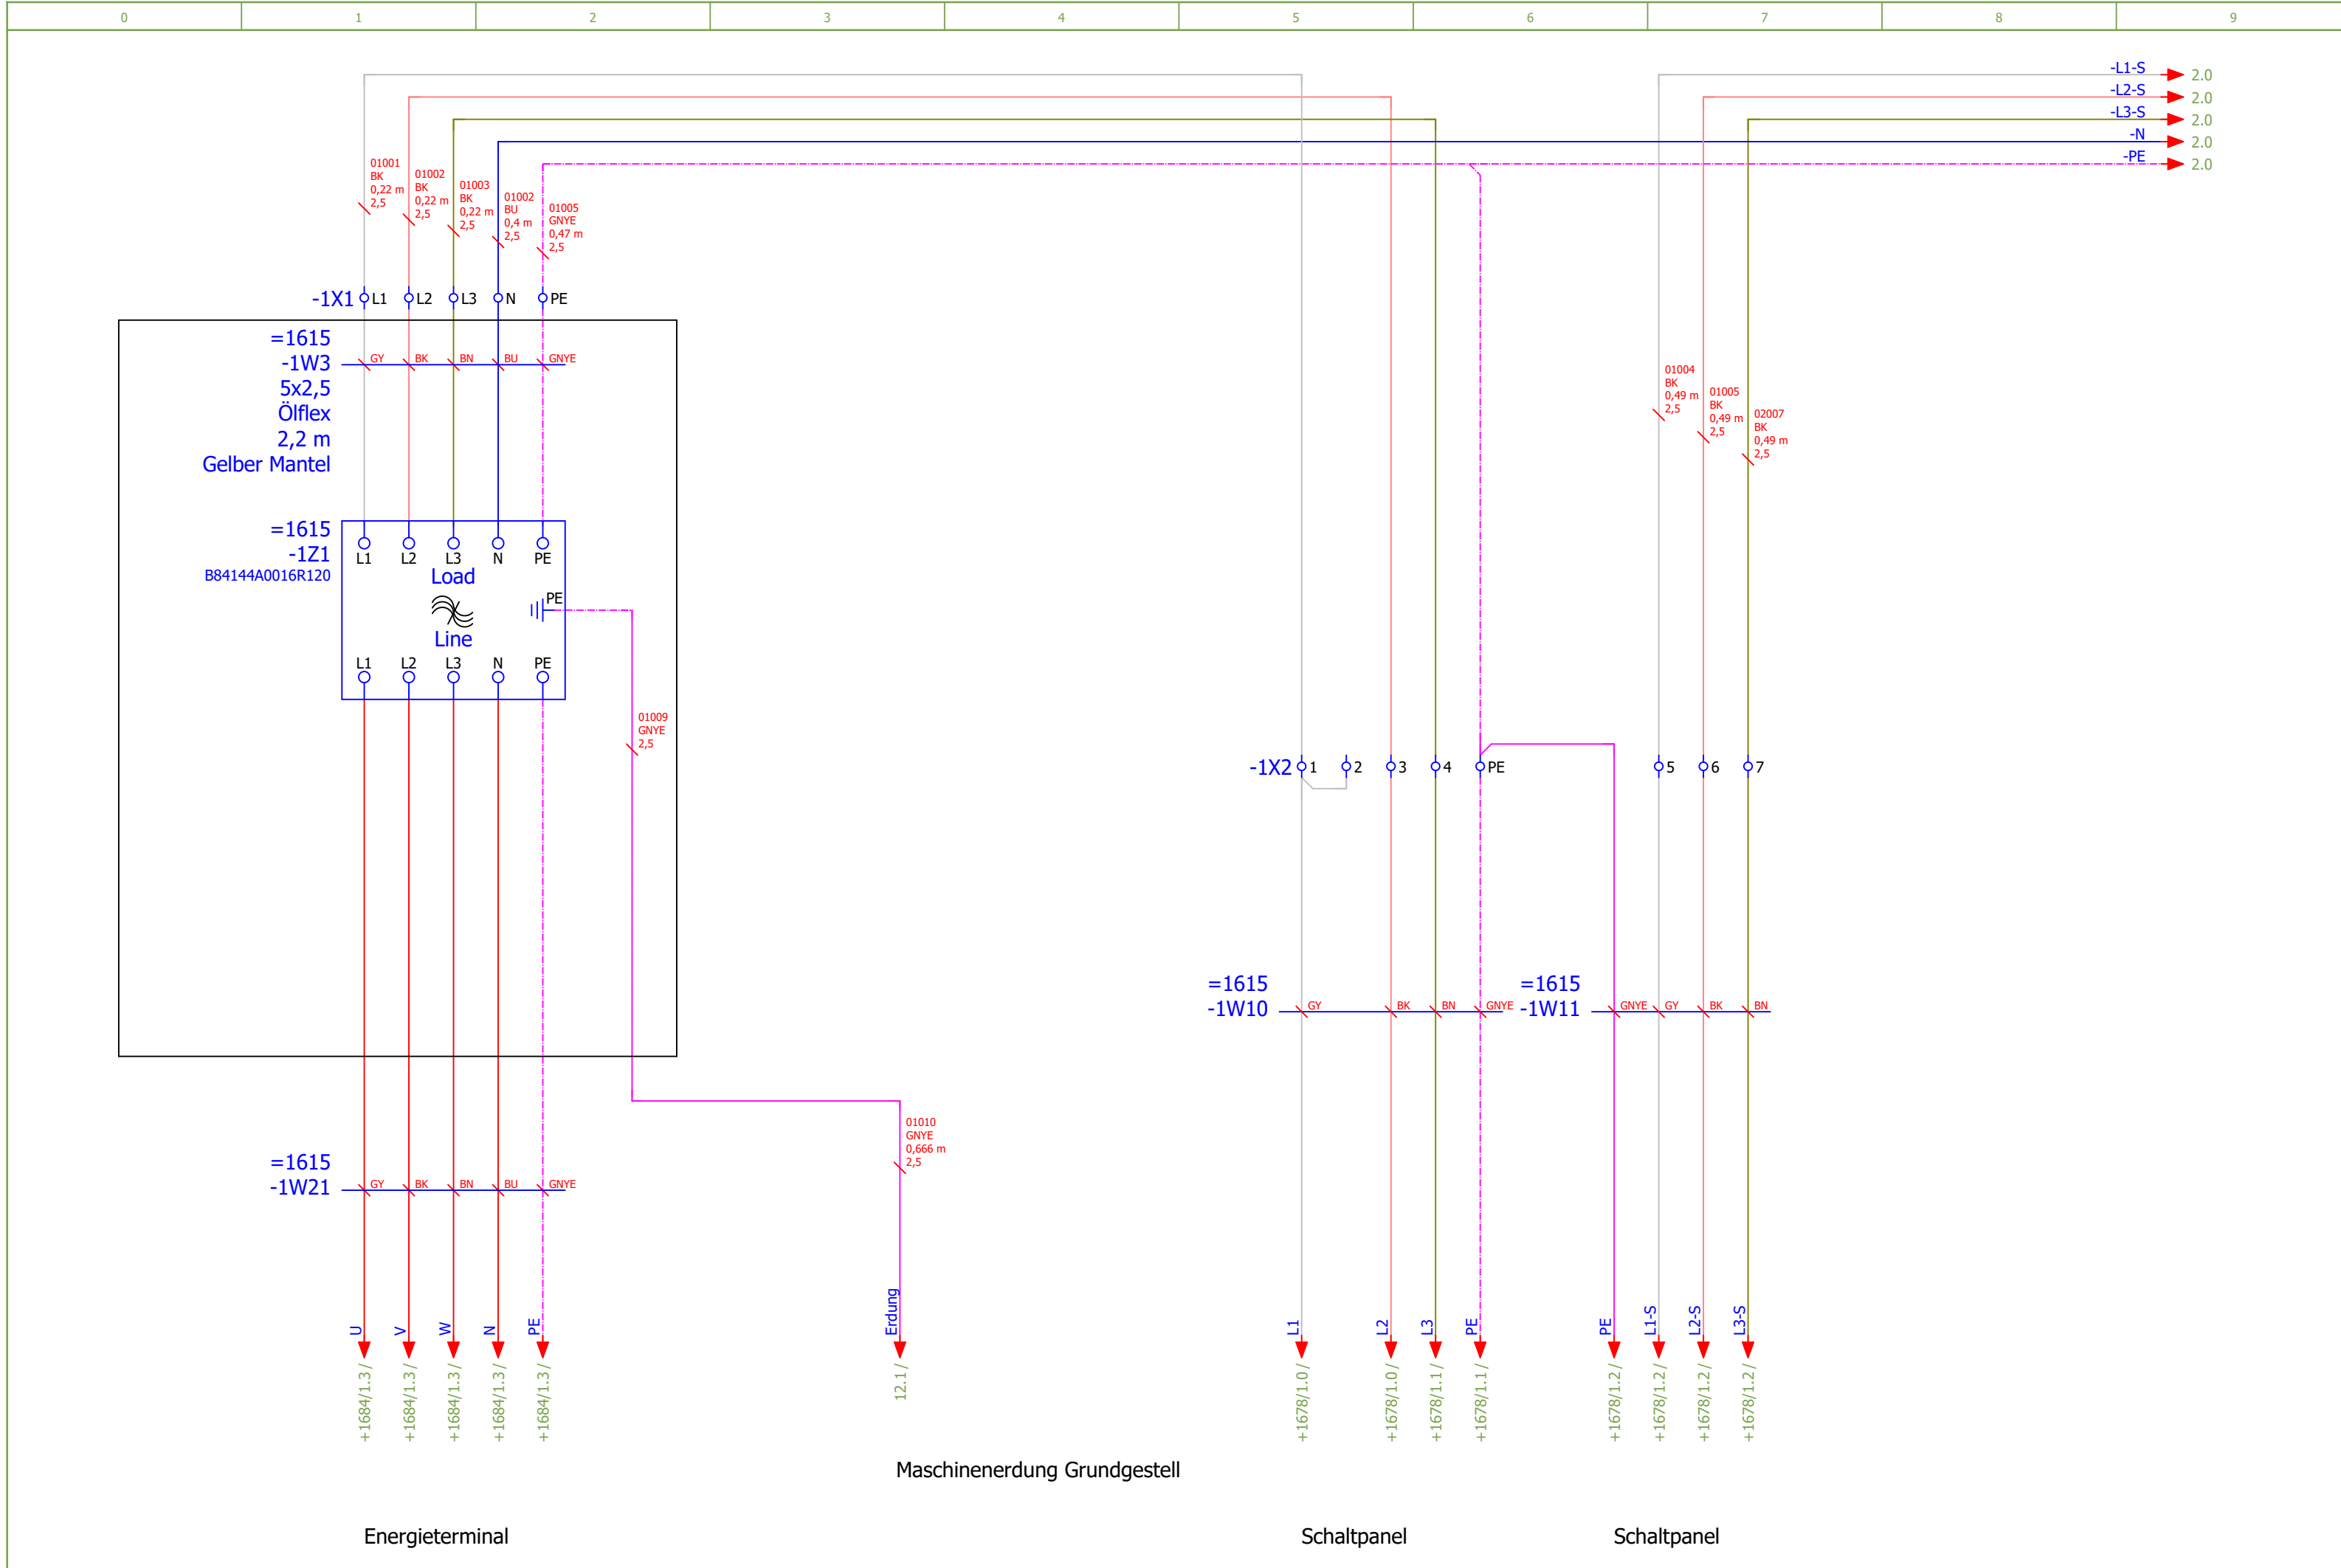 0 1 2 3 4 5 6 7 8 9
-L1-S 2.0
-L2-S 2.0
-L3-S 2.0
-N 2.0
-PE 2.0
01001
BK
0,22 m
2,5
01002
BK
0,22 m
2,5
01003
BK
0,22 m
2,5
01002
BU
0,4 m
2,5
01005
GNYE
0,47 m
2,5
-1X1 L1 L2 L3 N PE
=1615
-1W3 GY BK BN BU GNYE
5x2,5
Ölflex
2,2 m
Gelber Mantel
01004
BK
0,49 m
2,5
01005
BK
0,49 m
2,5
02007
BK
0,49 m
2,5
=1615
-1Z1
B84144A0016R120
L1 L2 L3 N PE
Load
PE
Line
L1 L2 L3 N PE
01009
GNYE
2,5
-1X2 1 2 3 4 PE 5 6 7
=1615
-1W10 GY BK BN GNYE
=1615
-1W11 GNYE GY BK BN
01010
GNYE
0,666 m
2,5
=1615
-1W21 GY BK BN BU GNYE
U V W N PE Erdung L1 L2 L3 PE PE L1-S L2-S L3-S
+1684/1.3 / +1684/1.3 / +1684/1.3 / +1684/1.3 / +1684/1.3 / 12.1 / +1678/1.0 / +1678/1.0 / +1678/1.1 / +1678/1.1 / +1678/1.2 / +1678/1.2 / +1678/1.2 / +1678/1.2 /
Maschinenerdung Grundgestell
Energieterminal Schaltpanel Schaltpanel